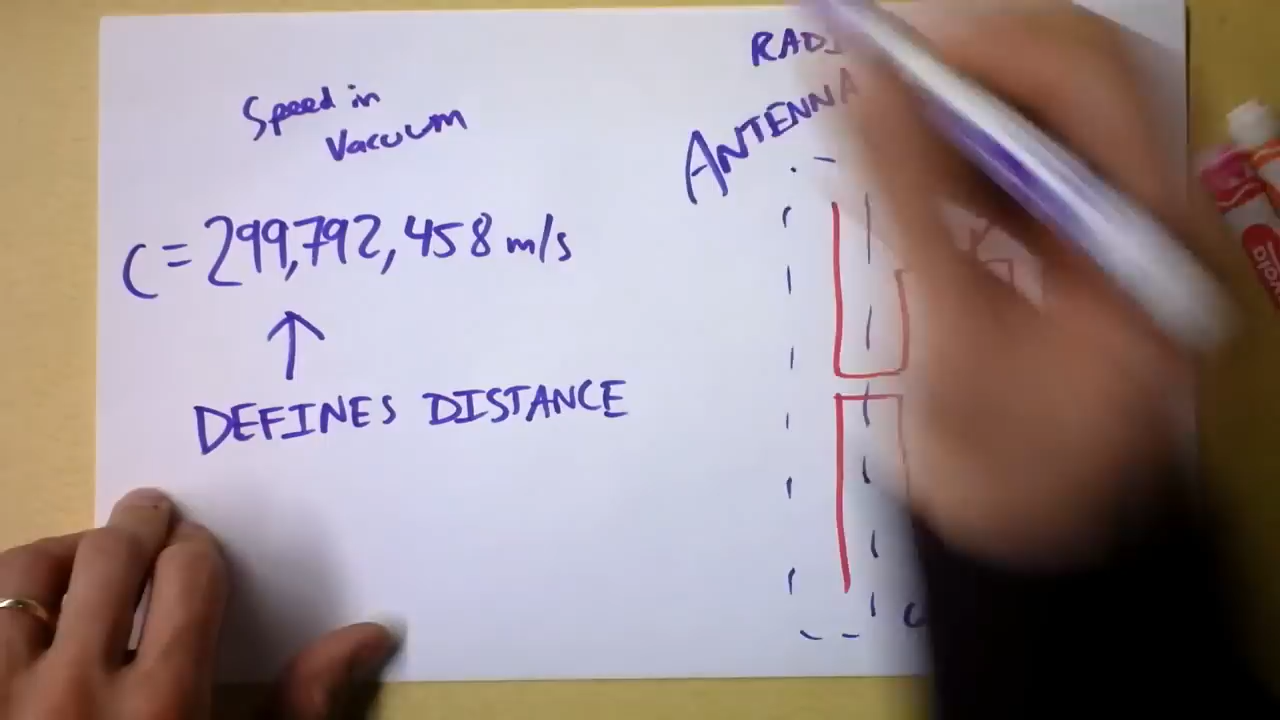 Speed in
Vacuum
C = 299,792,458 m/s
↑
DEFINES DISTANCE
ANTENNA